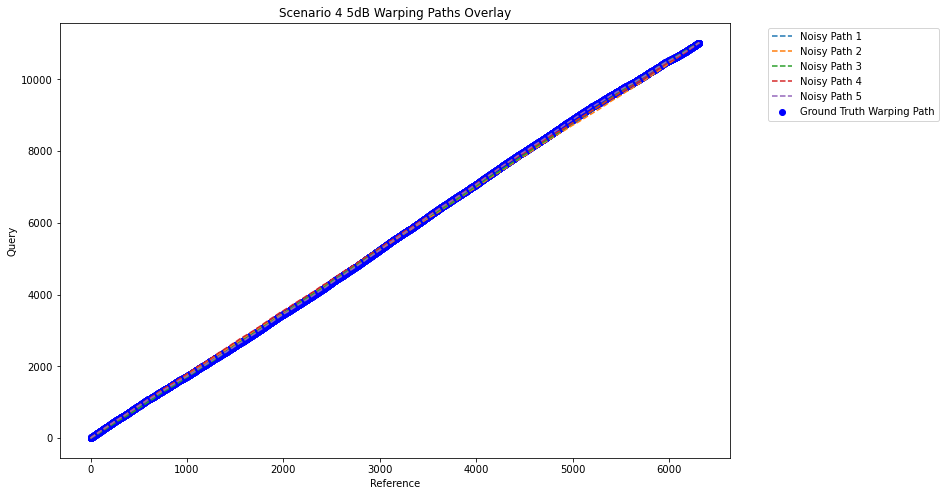 Scenario 4 5dB Warping Paths Overlay
Noisy Path 1
Noisy Path 2
Noisy Path 3
Noisy Path 4
Noisy Path 5
Ground Truth Warping Path
10000
8000
6000
4000
2000
0
Query
0 1000 2000 3000 4000 5000 6000
Reference